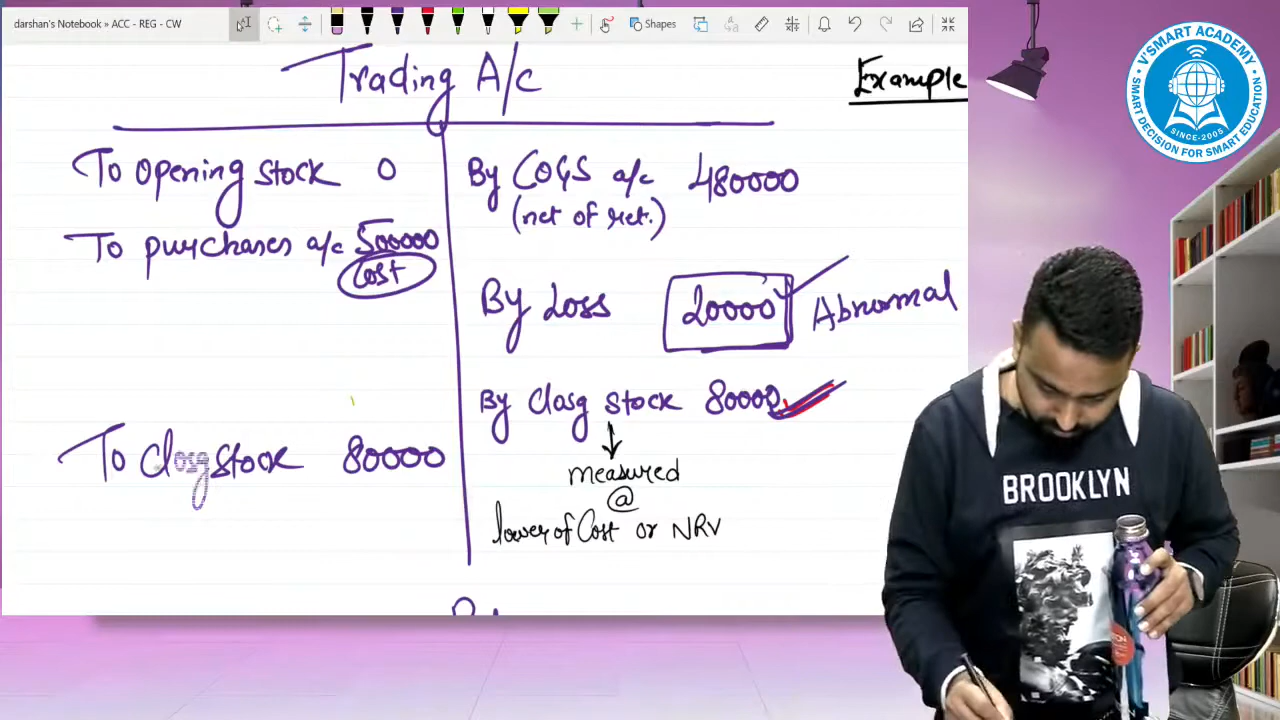 darshan's Notebook » ACC - REG - CW
Shapes
Trading A/c
Example
To Opening Stock 0
By COGS a/c 480000
(net of ret.)
To purchases a/c 500000
Cost
By Loss 20000 Abnormal
By Closg Stock 80000
To Closg Stock 80000
measured
@
lower of Cost or NRV
V'SMART ACADEMY
SMART DECISION FOR SMART EDUCATION
SINCE-2005
BROOKLYN